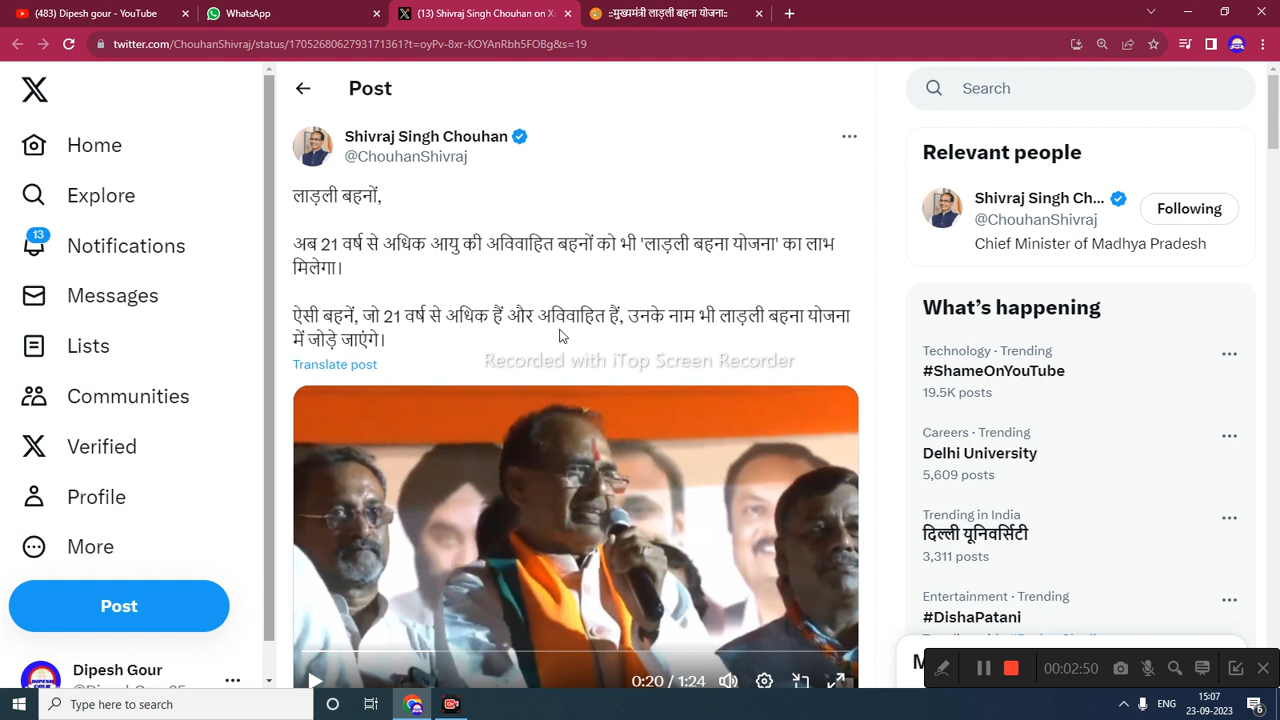 (483) Dipesh gour - YouTube
WhatsApp
(13) Shivraj Singh Chouhan on X
::मुख्यमंत्री लाड़ली बहना योजना::
twitter.com/ChouhanShivraj/status/1705268062793171361?t=oyPv-8xr-KOYAnRbh5FOBg&s=19
Home
Explore
13
Notifications
Messages
Lists
Communities
Verified
Profile
More
Post
Dipesh Gour
Post
Shivraj Singh Chouhan
@ChouhanShivraj
लाड़ली बहनों,
अब 21 वर्ष से अधिक आयु की अविवाहित बहनों को भी 'लाड़ली बहना योजना' का लाभ
मिलेगा।
ऐसी बहनें, जो 21 वर्ष से अधिक हैं और अविवाहित हैं, उनके नाम भी लाड़ली बहना योजना
में जोड़े जाएंगे।
Translate post
Recorded with iTop Screen Recorder
0:20 / 1:24
Search
Relevant people
Shivraj Singh Ch...
@ChouhanShivraj
Following
Chief Minister of Madhya Pradesh
What's happening
Technology · Trending
#ShameOnYouTube
19.5K posts
Careers · Trending
Delhi University
5,609 posts
Trending in India
दिल्ली यूनिवर्सिटी
3,311 posts
Entertainment · Trending
#DishaPatani
00:02:50
Type here to search
ENG
15:07
23-09-2023
6